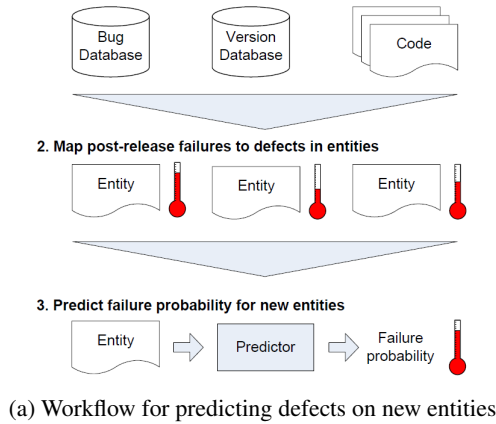 Bug
Database
Version
Database
Code
2. Map post-release failures to defects in entities
Entity
Entity
Entity
3. Predict failure probability for new entities
Entity
Predictor
Failure
probability
(a) Workflow for predicting defects on new entities